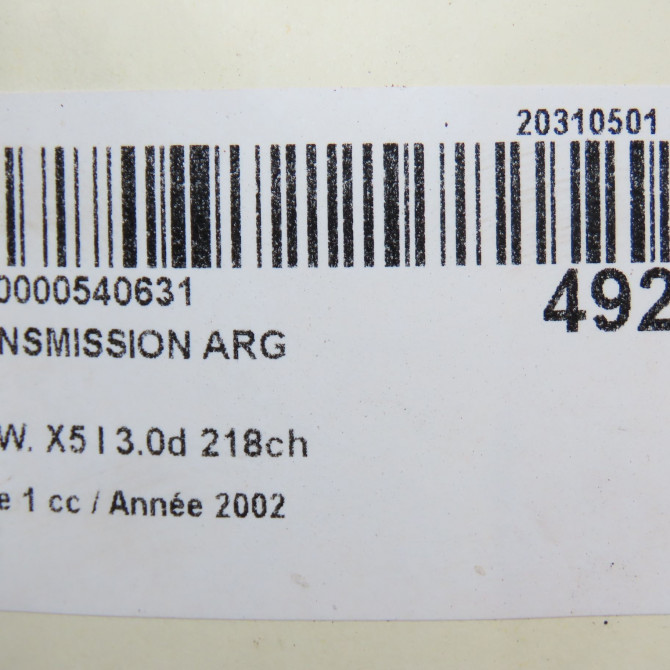 20310501
0000540631
492
NSMISSION ARG
W. X5 I 3.0d 218ch
e 1 cc / Année 2002